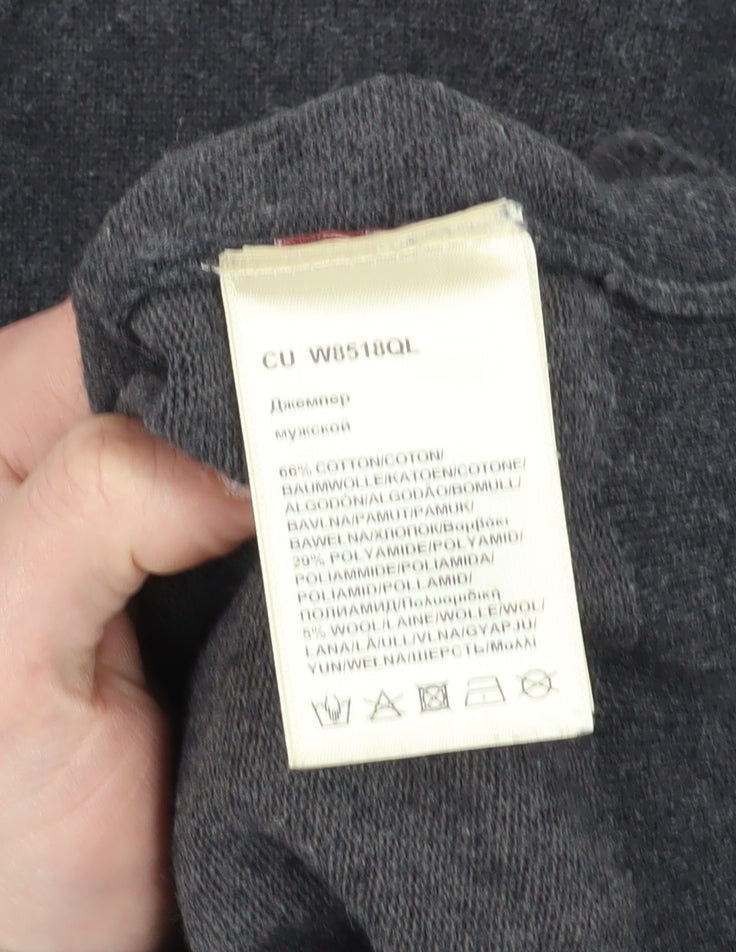 CU W8518QL
Джемпер
мужской
66% COTTON/COTON/
BAUMWOLLE/KATOEN/COTONE/
ALGODÓN/ALGODÃO/BOMULL/
BAVLNA/PAMUT/PAMUK/
BAWEŁNA/ХЛОПОК/Βαμβάκι
29% POLYAMIDE/POLYAMID/
POLIAMMIDE/POLIAMIDA/
POLIAMID/POLLAMID/
ПОЛИАМИД/Πολυαμιδική
5% WOOL/LAINE/WOLLE/WOL/
LANA/LÃ/ULL/VLNA/GYAPJÚ/
YÜN/WEŁNA/ШЕРСТЬ/Μαλλί